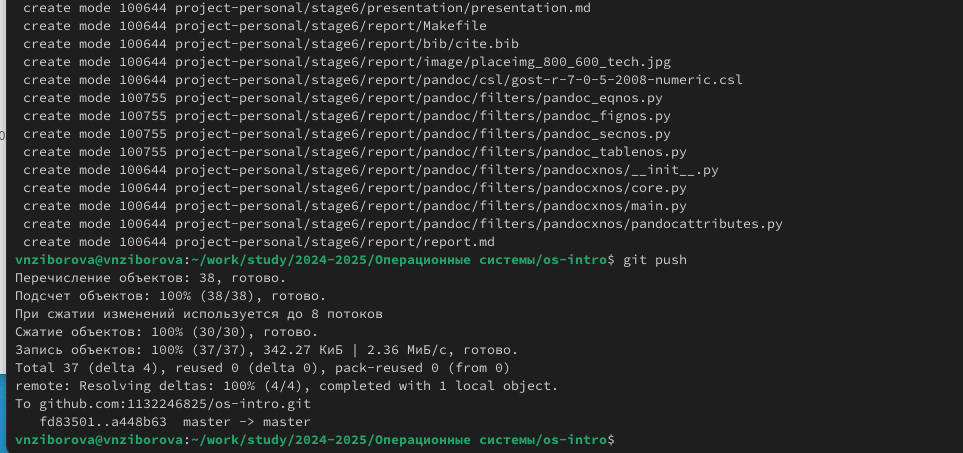 create mode 100644 project-personal/stage6/presentation/presentation.md
create mode 100644 project-personal/stage6/report/Makefile
create mode 100644 project-personal/stage6/report/bib/cite.bib
create mode 100644 project-personal/stage6/report/image/placeimg_800_600_tech.jpg
create mode 100644 project-personal/stage6/report/pandoc/csl/gost-r-7-0-5-2008-numeric.csl
create mode 100755 project-personal/stage6/report/pandoc/filters/pandoc_eqnos.py
create mode 100755 project-personal/stage6/report/pandoc/filters/pandoc_fignos.py
create mode 100755 project-personal/stage6/report/pandoc/filters/pandoc_secnos.py
create mode 100755 project-personal/stage6/report/pandoc/filters/pandoc_tablenos.py
create mode 100644 project-personal/stage6/report/pandoc/filters/pandocxnos/__init__.py
create mode 100644 project-personal/stage6/report/pandoc/filters/pandocxnos/core.py
create mode 100644 project-personal/stage6/report/pandoc/filters/pandocxnos/main.py
create mode 100644 project-personal/stage6/report/pandoc/filters/pandocxnos/pandocattributes.py
create mode 100644 project-personal/stage6/report/report.md
vnziborova@vnziborova:~/work/study/2024-2025/Операционные системы/os-intro$ git push
Перечисление объектов: 38, готово.
Подсчет объектов: 100% (38/38), готово.
При сжатии изменений используется до 8 потоков
Сжатие объектов: 100% (30/30), готово.
Запись объектов: 100% (37/37), 342.27 КиБ | 2.36 МиБ/с, готово.
Total 37 (delta 4), reused 0 (delta 0), pack-reused 0 (from 0)
remote: Resolving deltas: 100% (4/4), completed with 1 local object.
To github.com:1132246825/os-intro.git
fd83501..a448b63  master -> master
vnziborova@vnziborova:~/work/study/2024-2025/Операционные системы/os-intro$